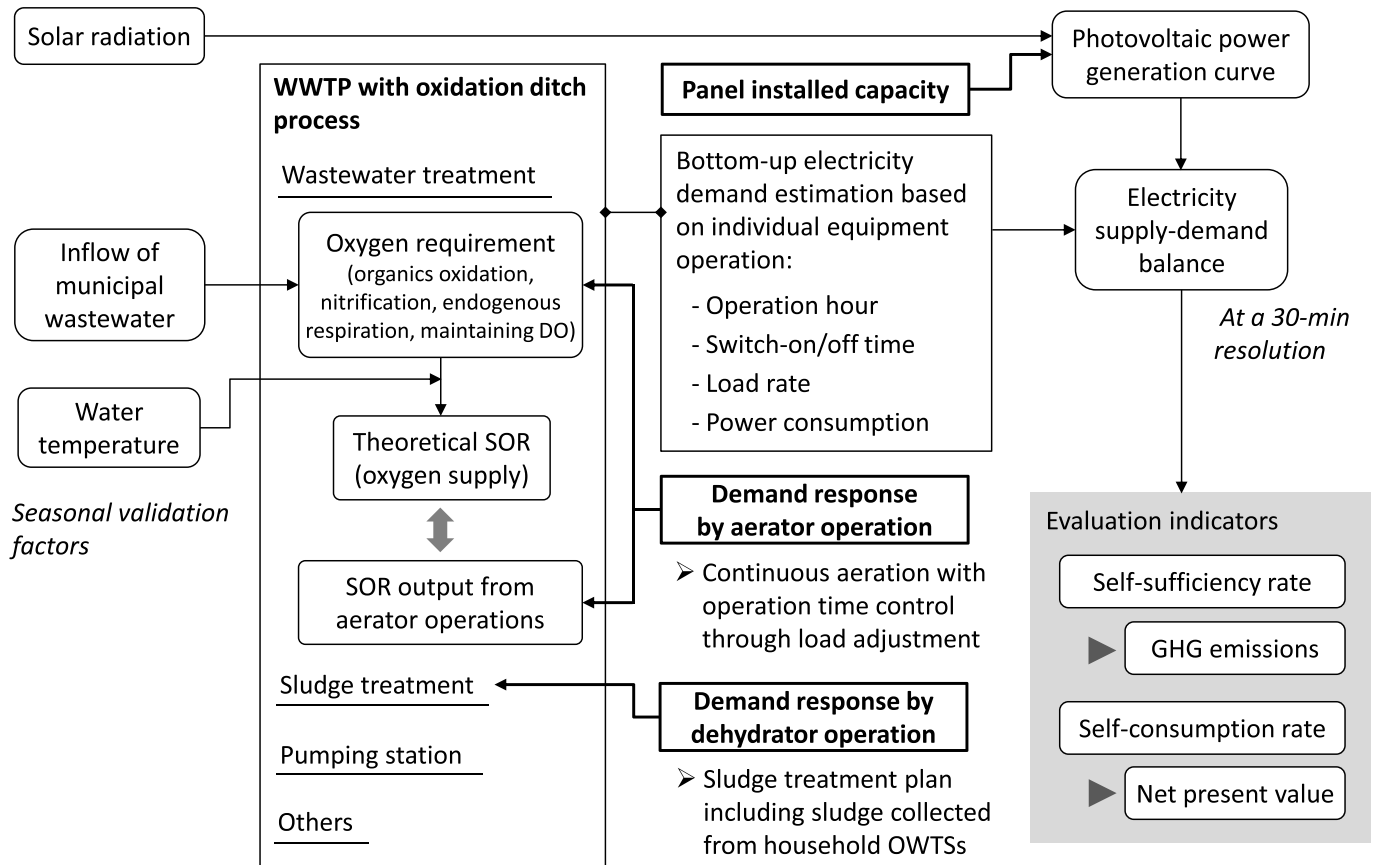 Solar radiation
Photovoltaic power
generation curve
WWTP with oxidation ditch
process
Panel installed capacity
Wastewater treatment
Bottom-up electricity
demand estimation based
on individual equipment
operation:
- Operation hour
- Switch-on/off time
- Load rate
- Power consumption
Electricity
supply-demand
balance
At a 30-min
resolution
Inflow of
municipal
wastewater
Oxygen requirement
(organics oxidation,
nitrification, endogenous
respiration, maintaining DO)
Water
temperature
Theoretical SOR
(oxygen supply)
Seasonal validation
factors
Demand response
by aerator operation
➢ Continuous aeration with
operation time control
through load adjustment
SOR output from
aerator operations
Sludge treatment
Demand response by
dehydrator operation
➢ Sludge treatment plan
including sludge collected
from household OWTSs
Pumping station
Others
Evaluation indicators
Self-sufficiency rate
GHG emissions
Self-consumption rate
Net present value